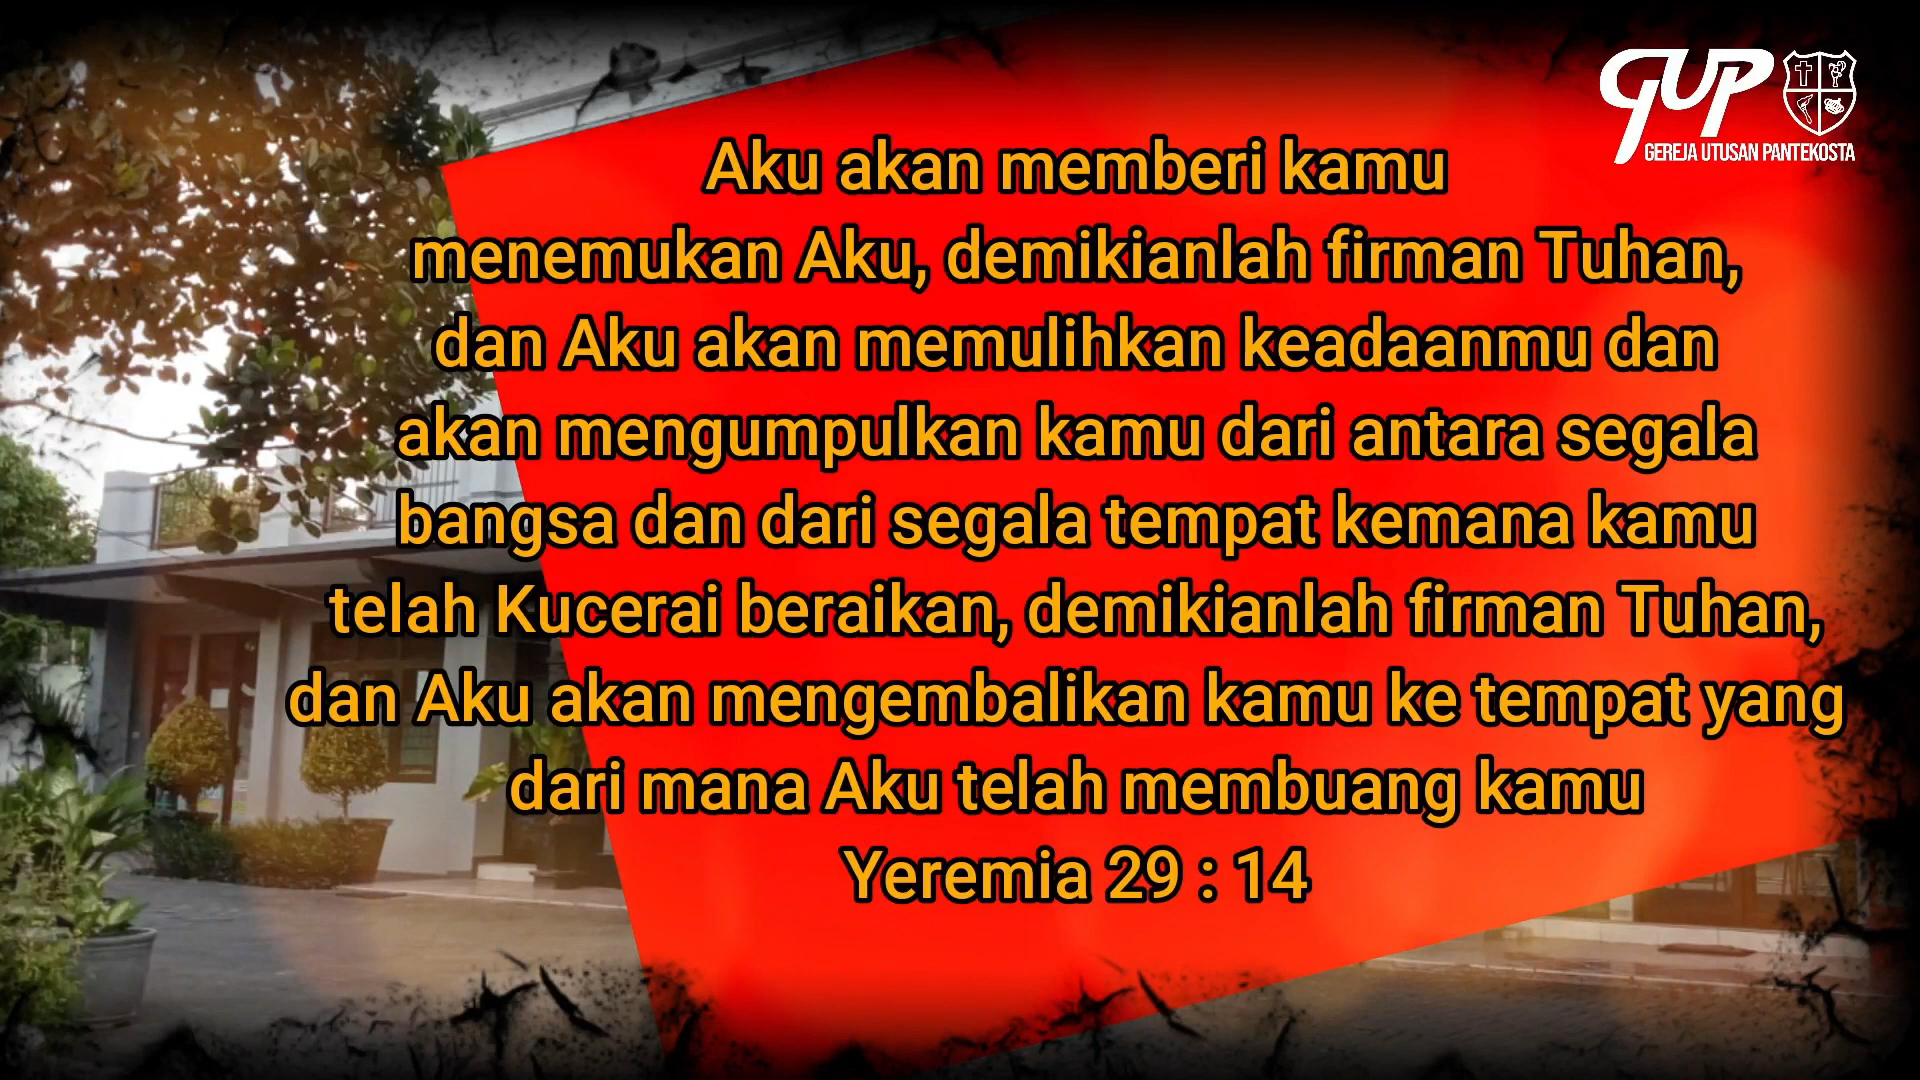 GUP
GEREJA UTUSAN PANTEKOSTA
Aku akan memberi kamu
menemukan Aku, demikianlah firman Tuhan,
dan Aku akan memulihkan keadaanmu dan
akan mengumpulkan kamu dari antara segala
bangsa dan dari segala tempat kemana kamu
telah Kucerai beraikan, demikianlah firman Tuhan,
dan Aku akan mengembalikan kamu ke tempat yang
dari mana Aku telah membuang kamu
Yeremia 29 : 14